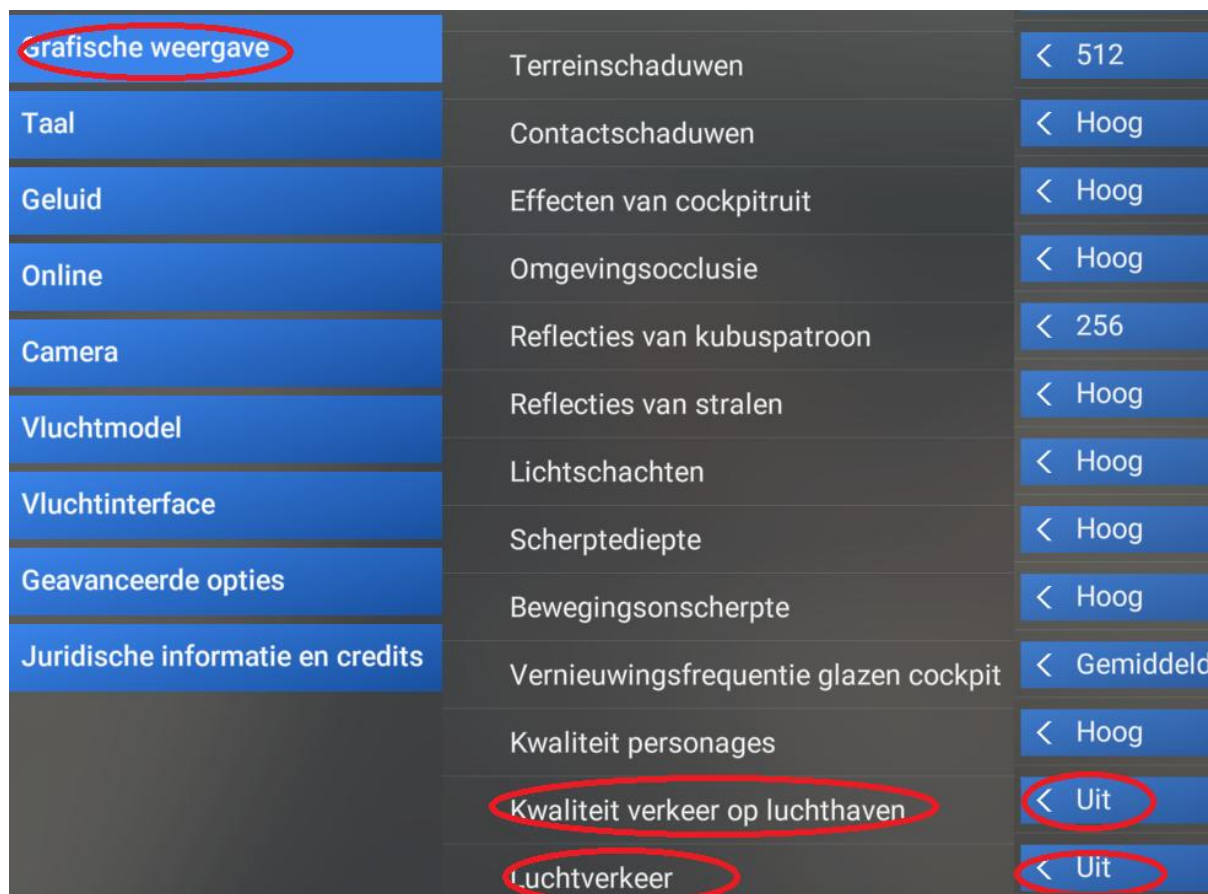 Grafische weergave
Taal
Geluid
Online
Camera
Vluchtmodel
Vluchtinterface
Geavanceerde opties
Juridische informatie en credits
Terreinschaduwen < 512
Contactschaduwen < Hoog
Effecten van cockpitruit < Hoog
Omgevingsocclusie < Hoog
Reflecties van kubuspatroon < 256
Reflecties van stralen < Hoog
Lichtschachten < Hoog
Scherptediepte < Hoog
Bewegingsonscherpte < Hoog
Vernieuwingsfrequentie glazen cockpit < Gemiddeld
Kwaliteit personages < Hoog
Kwaliteit verkeer op luchthaven < Uit
Luchtverkeer < Uit